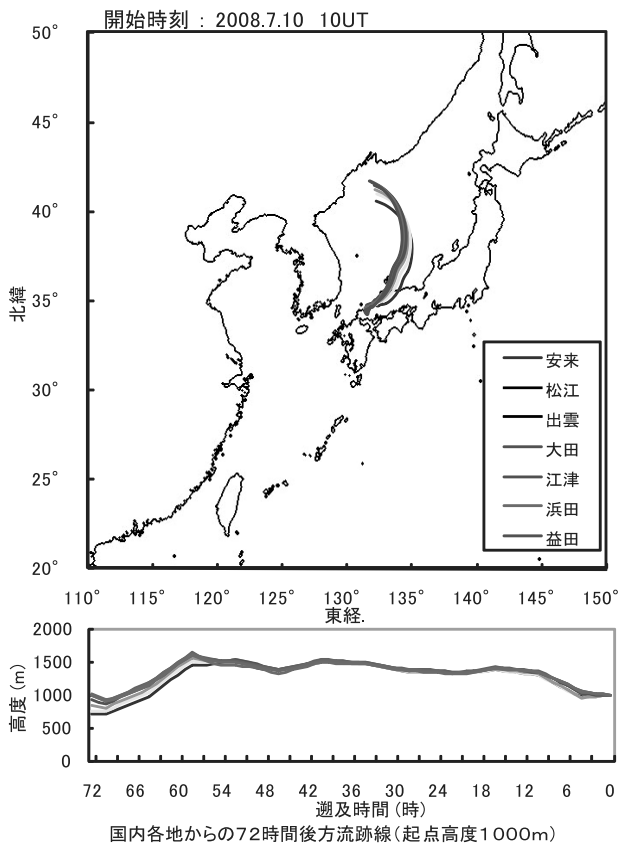 開始時刻 : 2008.7.10 10UT
50°
45°
40°
35°
30°
25°
20°
北緯
安来
松江
出雲
大田
江津
浜田
益田
110° 115° 120° 125° 130° 135° 140° 145° 150°
東経.
2000
1500
1000
500
0
高度(m)
72 66 60 54 48 42 36 30 24 18 12 6 0
遡及時間(時)
国内各地からの72時間後方流跡線(起点高度1000m)